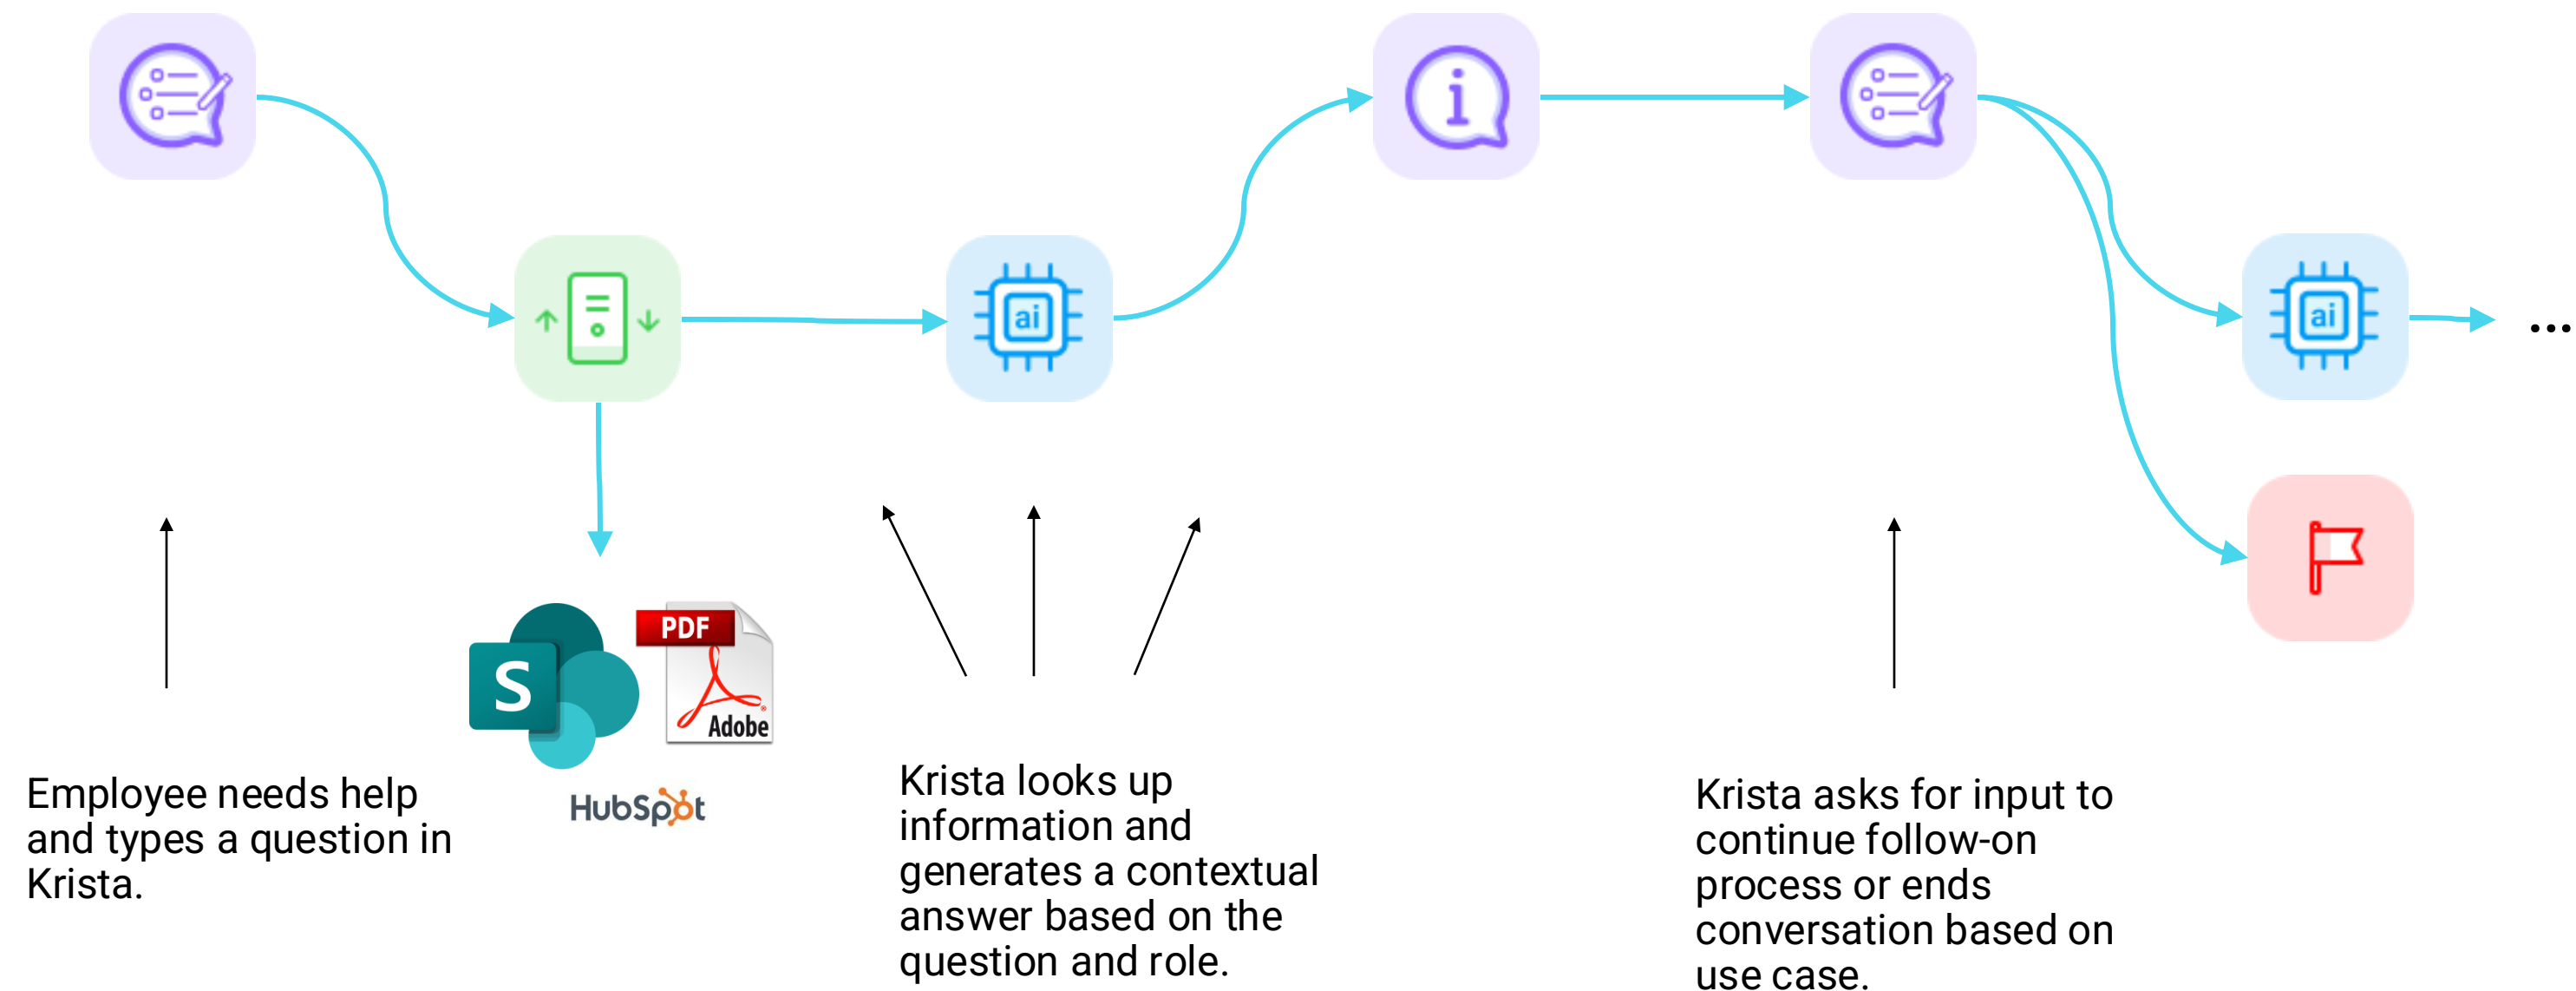 i
ai
ai
...
S
PDF
Adobe
HubSpot
Employee needs help
and types a question in
Krista.
Krista looks up
information and
generates a contextual
answer based on the
question and role.
Krista asks for input to
continue follow-on
process or ends
conversation based on
use case.